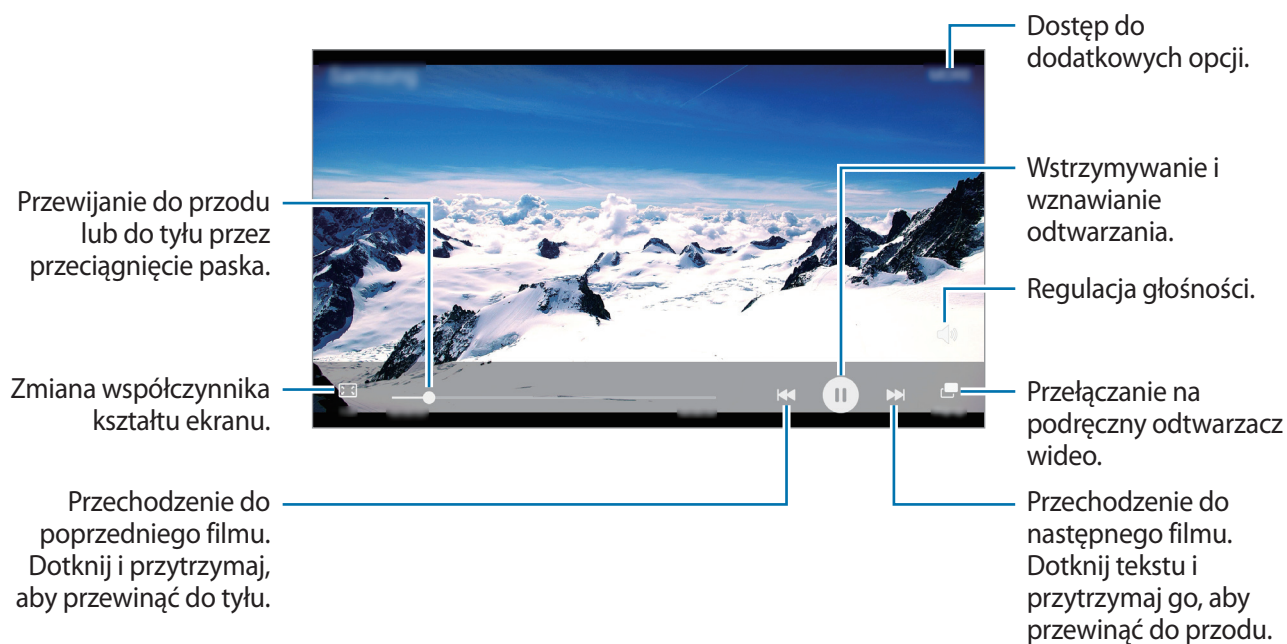 Dostęp do
dodatkowych opcji.
Wstrzymywanie i
wznawianie
odtwarzania.
Przewijanie do przodu
lub do tyłu przez
przeciągnięcie paska.
Regulacja głośności.
Zmiana współczynnika
kształtu ekranu.
Przełączanie na
podręczny odtwarzacz
wideo.
Przechodzenie do
poprzedniego filmu.
Dotknij i przytrzymaj,
aby przewinąć do tyłu.
Przechodzenie do
następnego filmu.
Dotknij tekstu i
przytrzymaj go, aby
przewinąć do przodu.